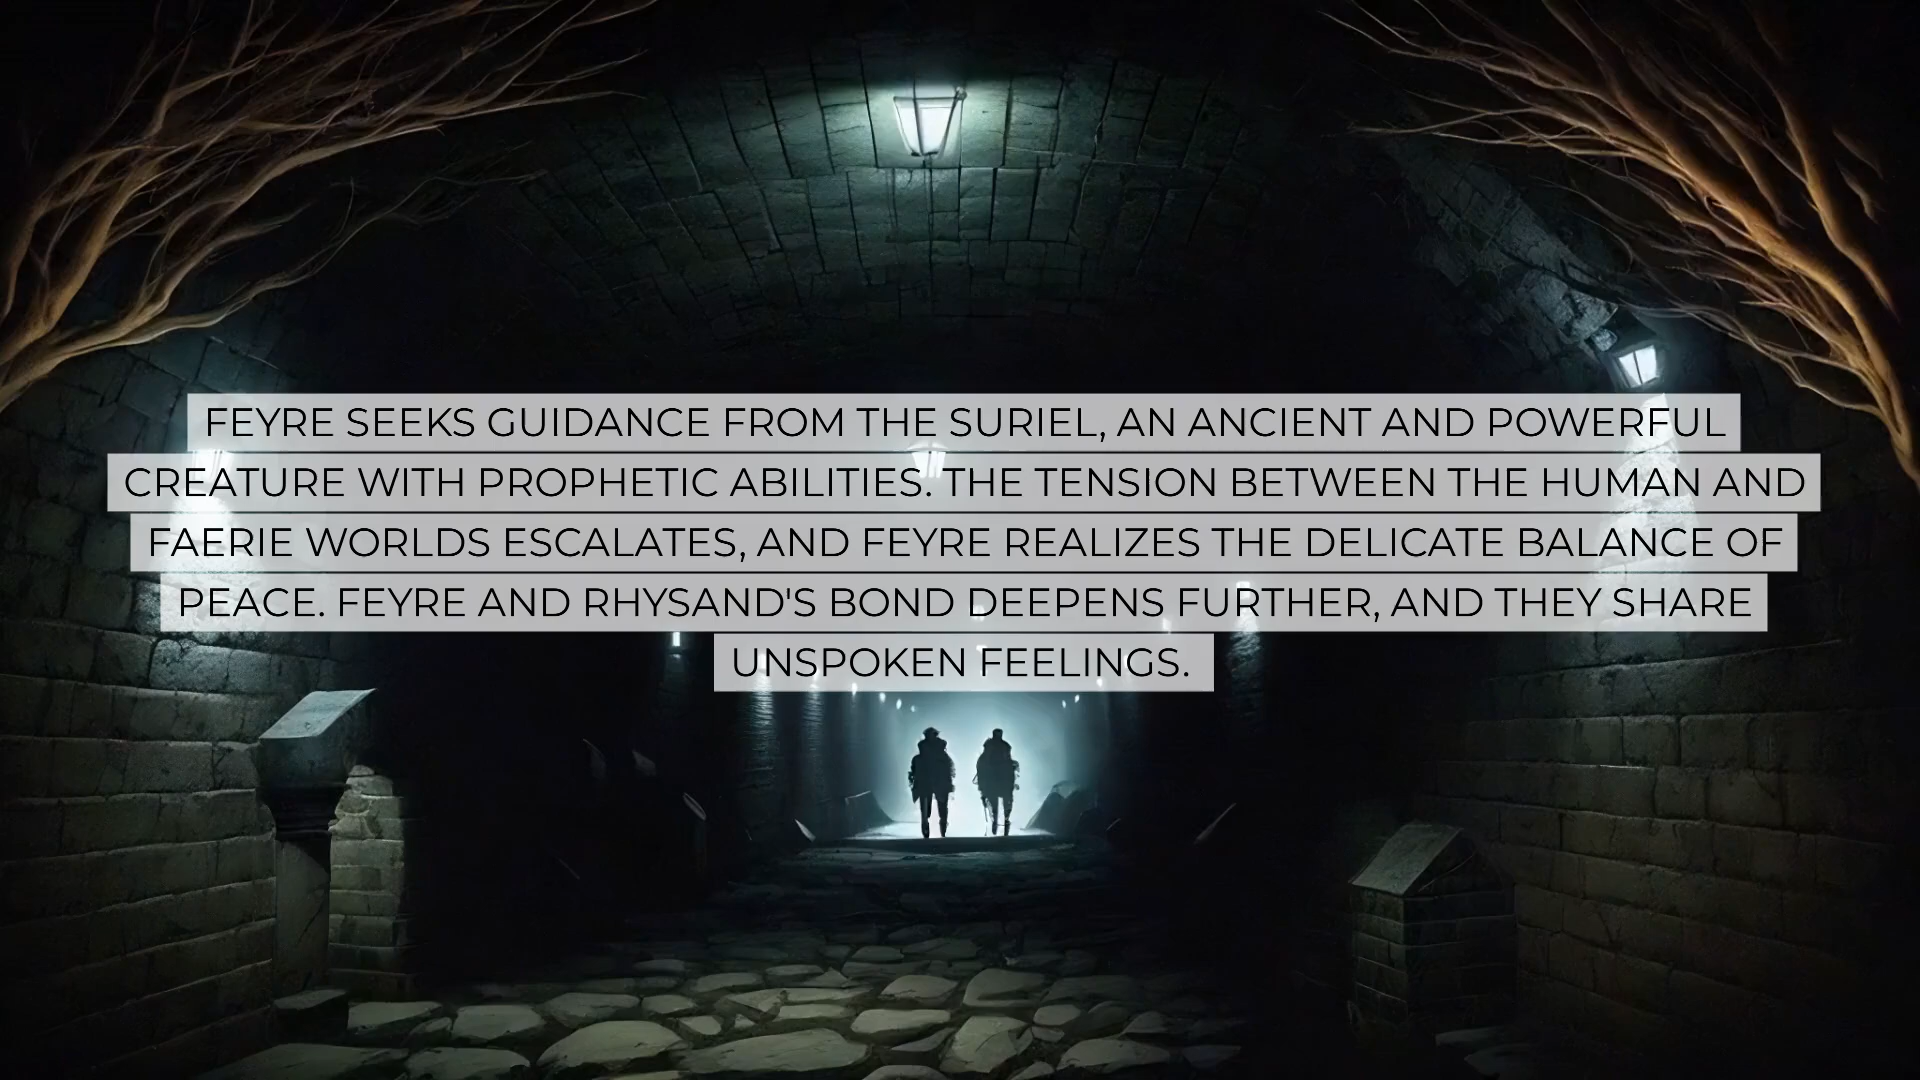 FEYRE SEEKS GUIDANCE FROM THE SURIEL, AN ANCIENT AND POWERFUL
CREATURE WITH PROPHETIC ABILITIES. THE TENSION BETWEEN THE HUMAN AND
FAERIE WORLDS ESCALATES, AND FEYRE REALIZES THE DELICATE BALANCE OF
PEACE. FEYRE AND RHYSAND'S BOND DEEPENS FURTHER, AND THEY SHARE
UNSPOKEN FEELINGS.